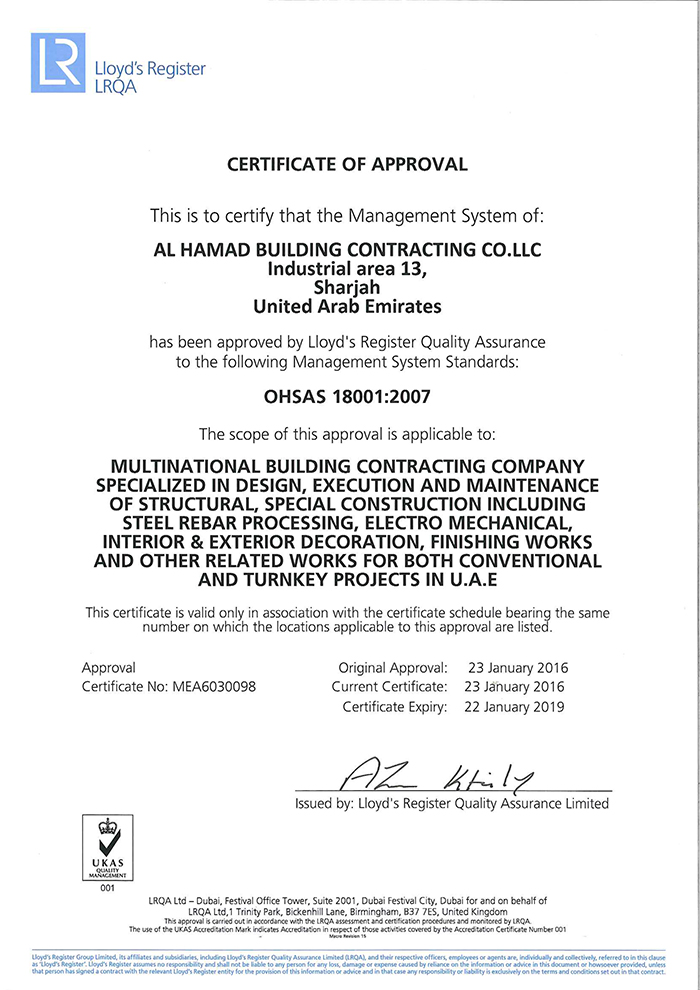 LR
Lloyd's Register
LRQA
CERTIFICATE OF APPROVAL
This is to certify that the Management System of:
AL HAMAD BUILDING CONTRACTING CO.LLC
Industrial area 13,
Sharjah
United Arab Emirates
has been approved by Lloyd's Register Quality Assurance
to the following Management System Standards:
OHSAS 18001:2007
The scope of this approval is applicable to:
MULTINATIONAL BUILDING CONTRACTING COMPANY
SPECIALIZED IN DESIGN, EXECUTION AND MAINTENANCE
OF STRUCTURAL, SPECIAL CONSTRUCTION INCLUDING
STEEL REBAR PROCESSING, ELECTRO MECHANICAL,
INTERIOR & EXTERIOR DECORATION, FINISHING WORKS
AND OTHER RELATED WORKS FOR BOTH CONVENTIONAL
AND TURNKEY PROJECTS IN U.A.E
This certificate is valid only in association with the certificate schedule bearing the same
number on which the locations applicable to this approval are listed.
Approval
Certificate No: MEA6030098
Original Approval: 23 January 2016
Current Certificate: 23 January 2016
Certificate Expiry: 22 January 2019
Issued by: Lloyd's Register Quality Assurance Limited
UKAS
QUALITY
MANAGEMENT
001
LRQA Ltd – Dubai, Festival Office Tower, Suite 2001, Dubai Festival City, Dubai for and on behalf of
LRQA Ltd,1 Trinity Park, Bickenhill Lane, Birmingham, B37 7ES, United Kingdom
This approval is carried out in accordance with the LRQA assessment and certification procedures and monitored by LRQA.
The use of the UKAS Accreditation Mark indicates Accreditation in respect of those activities covered by the Accreditation Certificate Number 001
Macro Revision 15
Lloyd's Register Group Limited, its affiliates and subsidiaries, including Lloyd's Register Quality Assurance Limited (LRQA), and their respective officers, employees or agents are, individually and collectively, referred to in this clause
as 'Lloyd's Register'. Lloyd's Register assumes no responsibility and shall not be liable to any person for any loss, damage or expense caused by reliance on the information or advice in this document or howsoever provided, unless
that person has signed a contract with the relevant Lloyd's Register entity for the provision of this information or advice and in that case any responsibility or liability is exclusively on the terms and conditions set out in that contract.